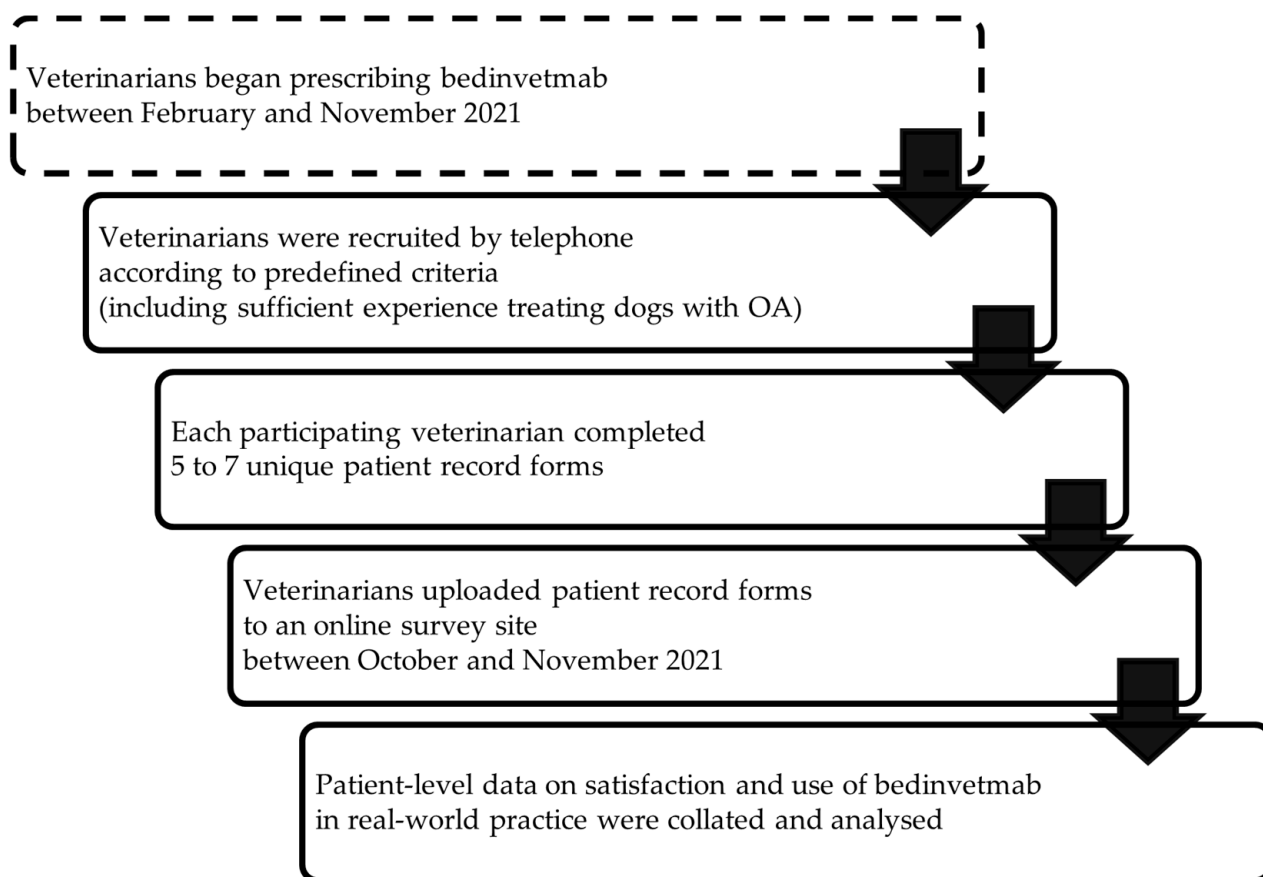 Veterinarians began prescribing bedinvetmab
between February and November 2021
Veterinarians were recruited by telephone
according to predefined criteria
(including sufficient experience treating dogs with OA)
Each participating veterinarian completed
5 to 7 unique patient record forms
Veterinarians uploaded patient record forms
to an online survey site
between October and November 2021
Patient-level data on satisfaction and use of bedinvetmab
in real-world practice were collated and analysed